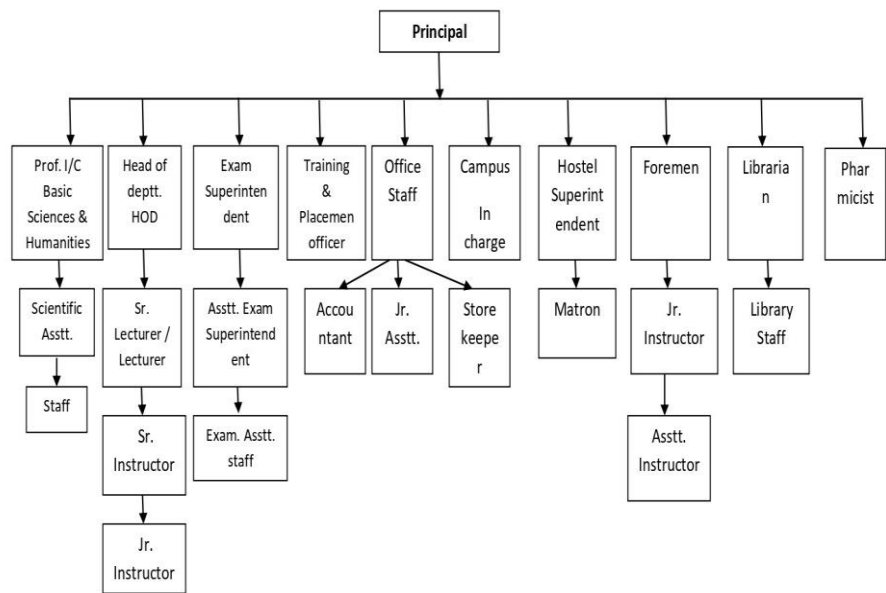 Principal
Prof. I/C
Basic
Sciences &
Humanities
Head of
deptt.
HOD
Exam
Superinten
dent
Training
&
Placemen
officer
Office
Staff
Campus
In
charge
Hostel
Superint
endent
Foremen
Libraria
n
Phar
micist
Scientific
Asstt.
Sr.
Lecturer /
Lecturer
Asstt. Exam
Superintend
ent
Accou
ntant
Jr.
Asstt.
Store
keepe
r
Matron
Jr.
Instructor
Library
Staff
Staff
Sr.
Instructor
Exam. Asstt.
staff
Asstt.
Instructor
Jr.
Instructor